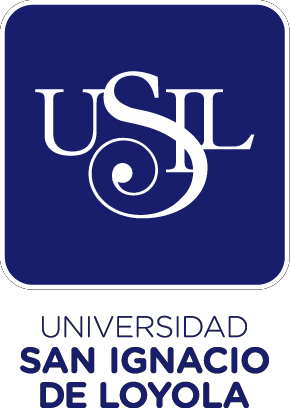 USIL
UNIVERSIDAD
SAN IGNACIO
DE LOYOLA